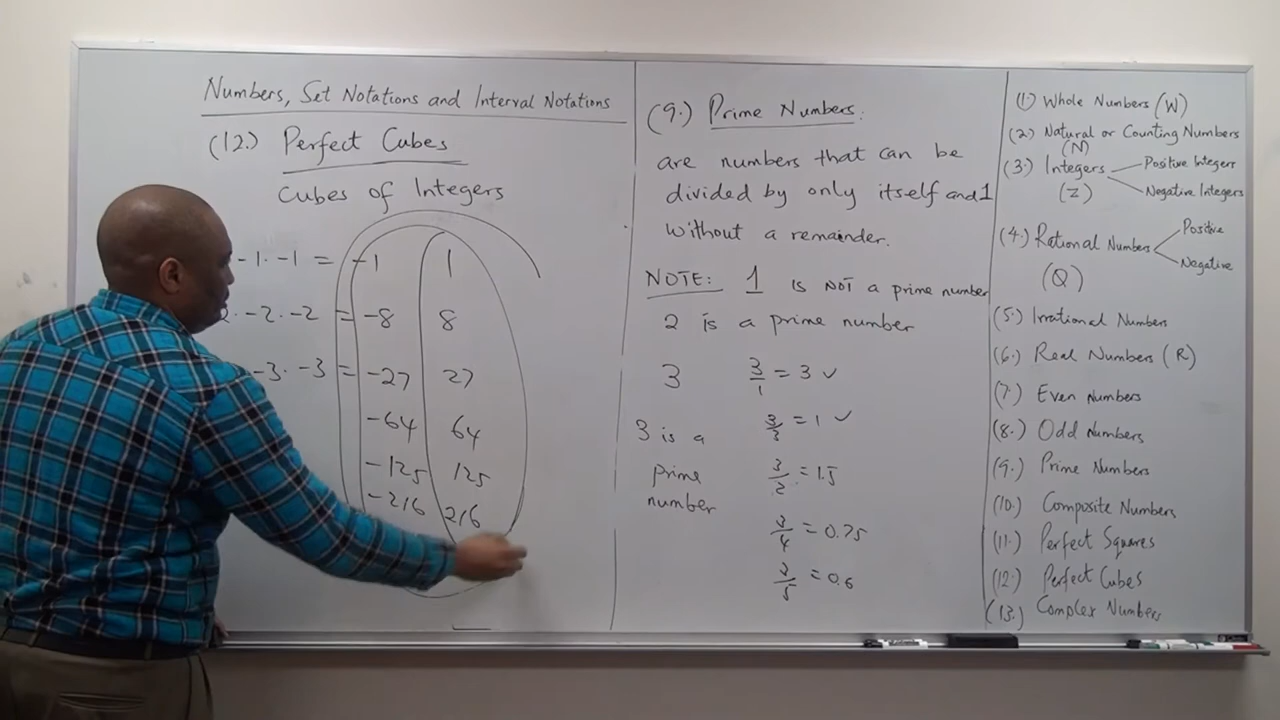 Numbers, Set Notations and Interval Notations
(12.) Perfect Cubes
Cubes of Integers
-1 · -1 = -1 1
· -2 · -2 = -8 8
-3 · -3 = -27 27
-64 64
-125 125
-216 216
(9.) Prime Numbers.
are numbers that can be
divided by only itself and 1
without a remainder.
NOTE: 1 is NOT a prime number
2 is a prime number
3 3/1 = 3 ✓
3/3 = 1 ✓
3 is a
prime
number
3/2 = 1.5
3/4 = 0.75
3/5 = 0.6
(1) Whole Numbers (W)
(2.) Natural or Counting Numbers
(N)
(3.) Integers
Positive Integers
Negative Integers
(Z)
(4.) Rational Numbers
Positive
Negative
(Q)
(5.) Irrational Numbers
(6.) Real Numbers (R)
(7.) Even Numbers
(8.) Odd Numbers
(9.) Prime Numbers
(10.) Composite Numbers
(11.) Perfect Squares
(12.) Perfect Cubes
(13.) Complex Numbers